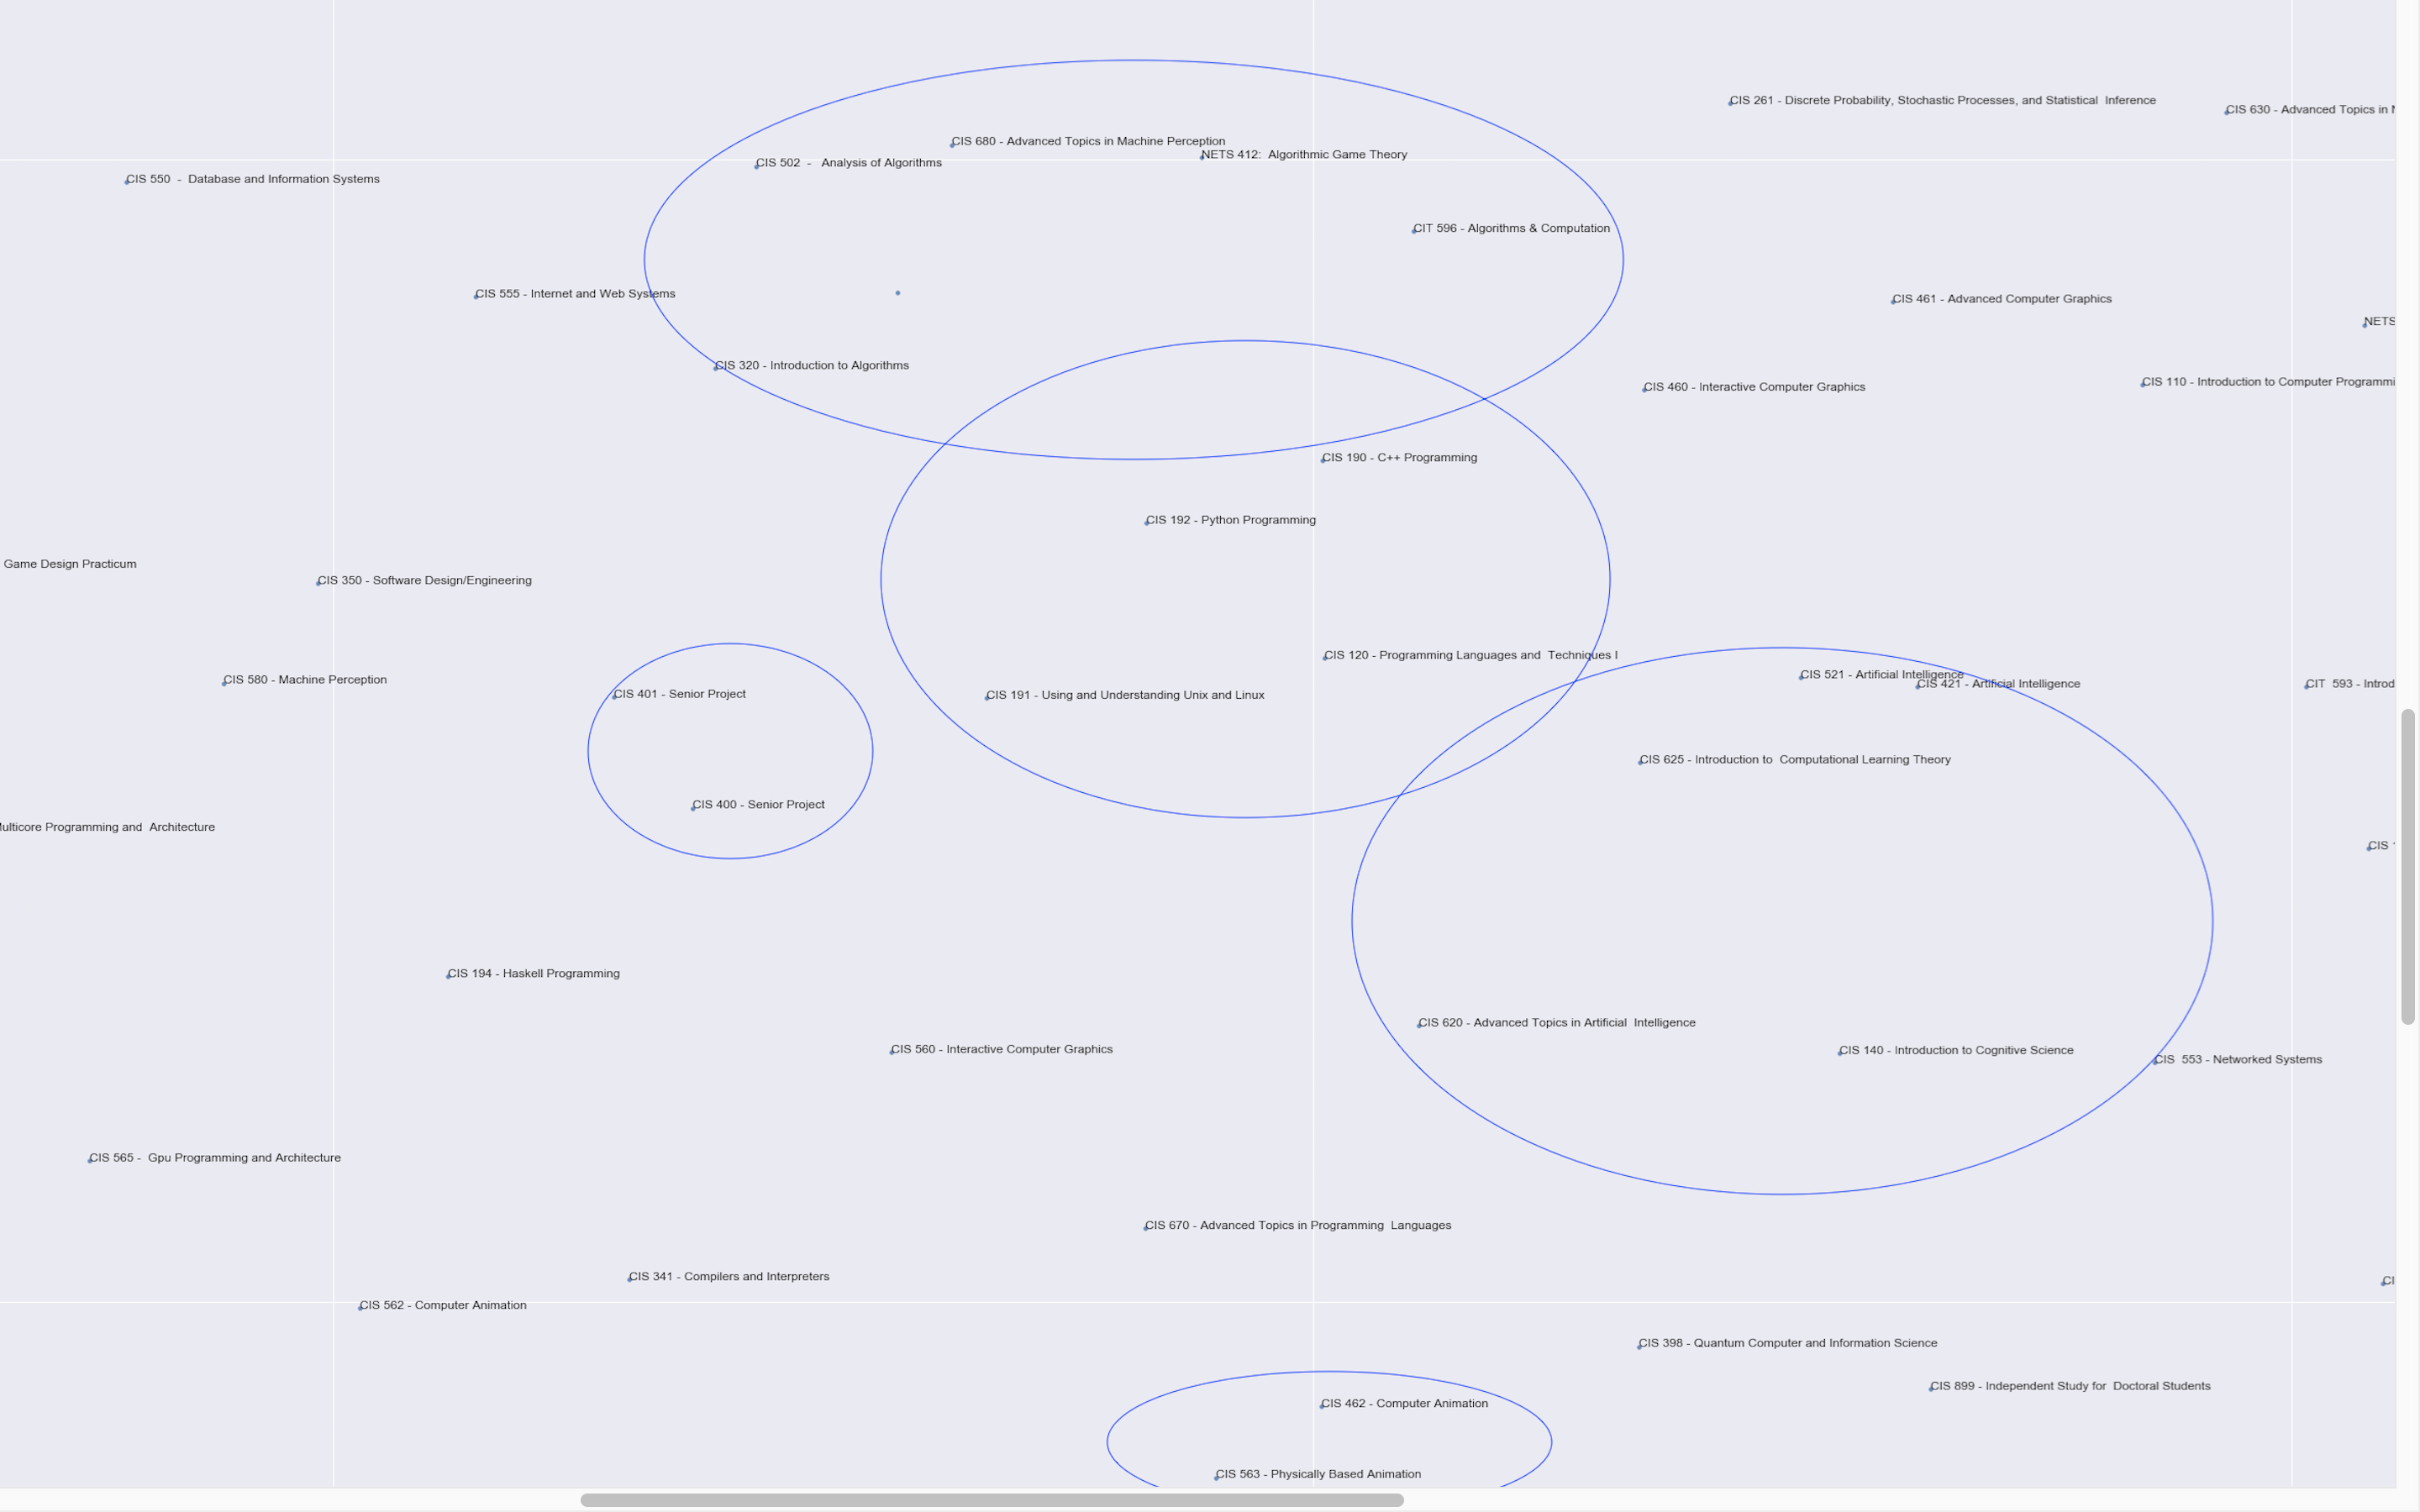 CIS 261 - Discrete Probability, Stochastic Processes, and Statistical  Inference
CIS 630 - Advanced Topics in
CIS 680 - Advanced Topics in Machine Perception
NETS 412:  Algorithmic Game Theory
CIS 502  -   Analysis of Algorithms
CIS 550  -  Database and Information Systems
CIT 596 - Algorithms & Computation
CIS 555 - Internet and Web Systems
CIS 461 - Advanced Computer Graphics
NETS
CIS 320 - Introduction to Algorithms
CIS 460 - Interactive Computer Graphics
CIS 110 - Introduction to Computer Programmi
CIS 190 - C++ Programming
CIS 192 - Python Programming
Game Design Practicum
CIS 350 - Software Design/Engineering
CIS 120 - Programming Languages and  Techniques I
CIS 521 - Artificial Intelligence
CIS 580 - Machine Perception
CIS 421 - Artificial Intelligence
CIT  593 - Introd
CIS 401 - Senior Project
CIS 191 - Using and Understanding Unix and Linux
CIS 625 - Introduction to  Computational Learning Theory
CIS 400 - Senior Project
ulticore Programming and  Architecture
CIS
CIS 194 - Haskell Programming
CIS 620 - Advanced Topics in Artificial  Intelligence
CIS 560 - Interactive Computer Graphics
CIS 140 - Introduction to Cognitive Science
CIS  553 - Networked Systems
CIS 565 -  Gpu Programming and Architecture
CIS 670 - Advanced Topics in Programming  Languages
CIS 341 - Compilers and Interpreters
CI
CIS 562 - Computer Animation
CIS 398 - Quantum Computer and Information Science
CIS 899 - Independent Study for  Doctoral Students
CIS 462 - Computer Animation
CIS 563 - Physically Based Animation